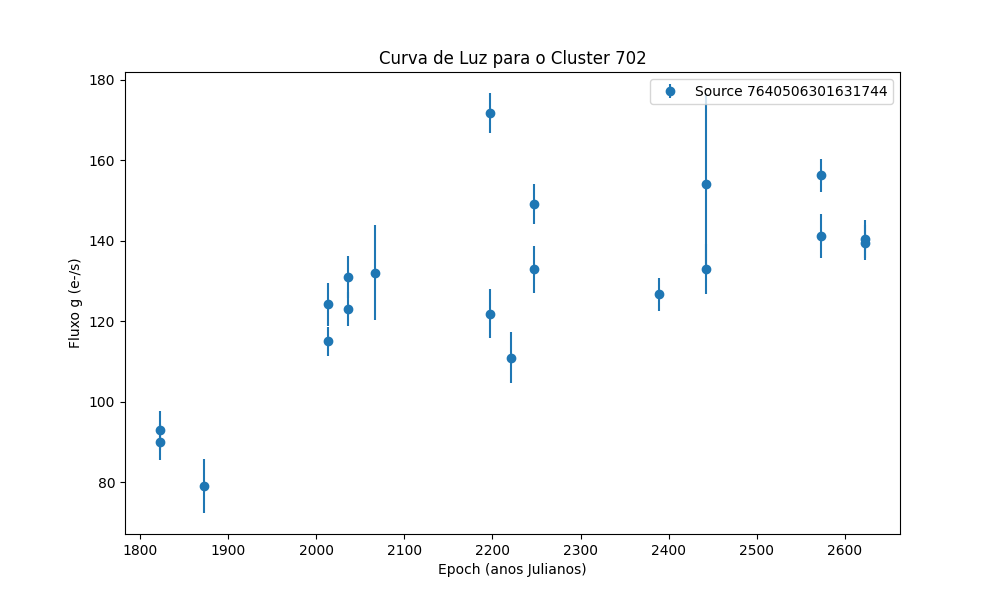 Curva de Luz para o Cluster 702
Source 7640506301631744
Fluxo g (e-/s)
180
160
140
120
100
80
1800 1900 2000 2100 2200 2300 2400 2500 2600
Epoch (anos Julianos)